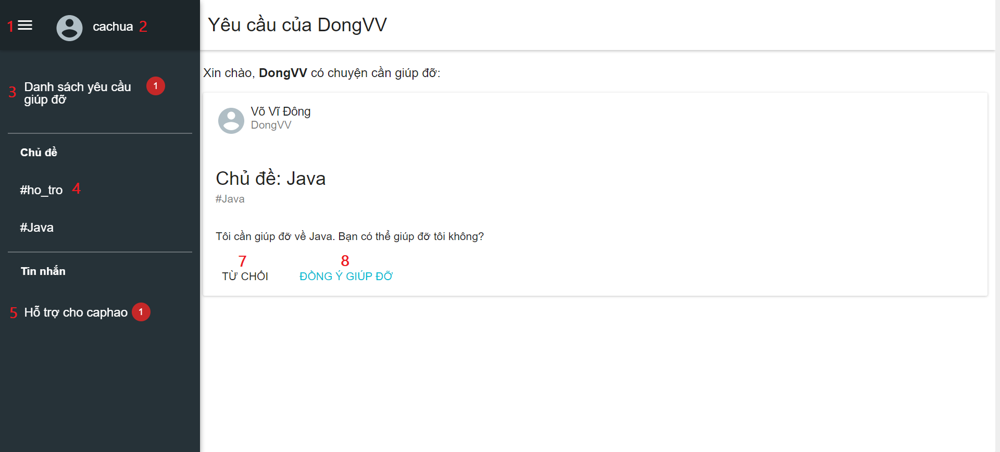 1 cachua 2
3 Danh sách yêu cầu giúp đỡ 1
Chủ đề
#ho_tro 4
#Java
Tin nhắn
5 Hỗ trợ cho caphao 1
Yêu cầu của DongVV
Xin chào, DongVV có chuyện cần giúp đỡ:
Võ Vĩ Đông
DongVV
Chủ đề: Java
#Java
Tôi cần giúp đỡ về Java. Bạn có thể giúp đỡ tôi không?
7 8
TỪ CHỐI ĐỒNG Ý GIÚP ĐỠ